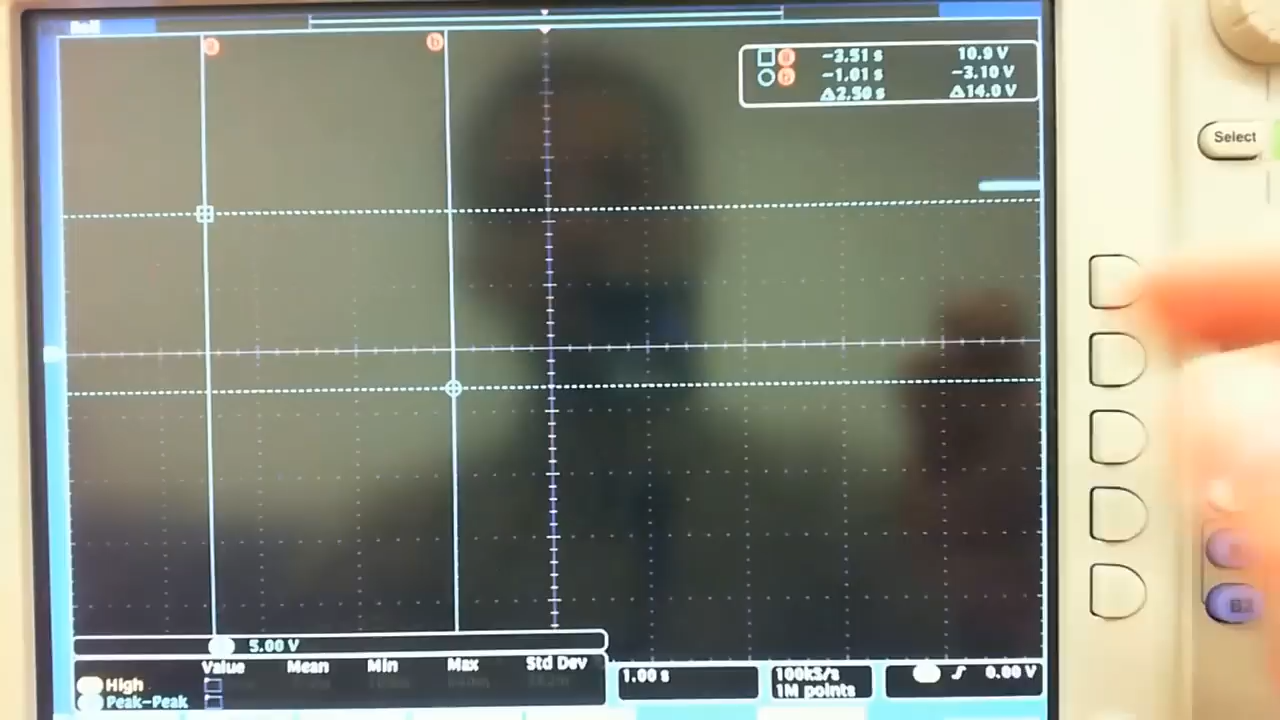 a
b
a -3.51 s 10.9 V
b -1.01 s -3.10 V
Δ2.50 s Δ14.0 V
Select
5.00 V
Value Mean Min Max Std Dev
High
Peak-Peak
1.00 s
100kS/s
1M points
0.00 V
B2